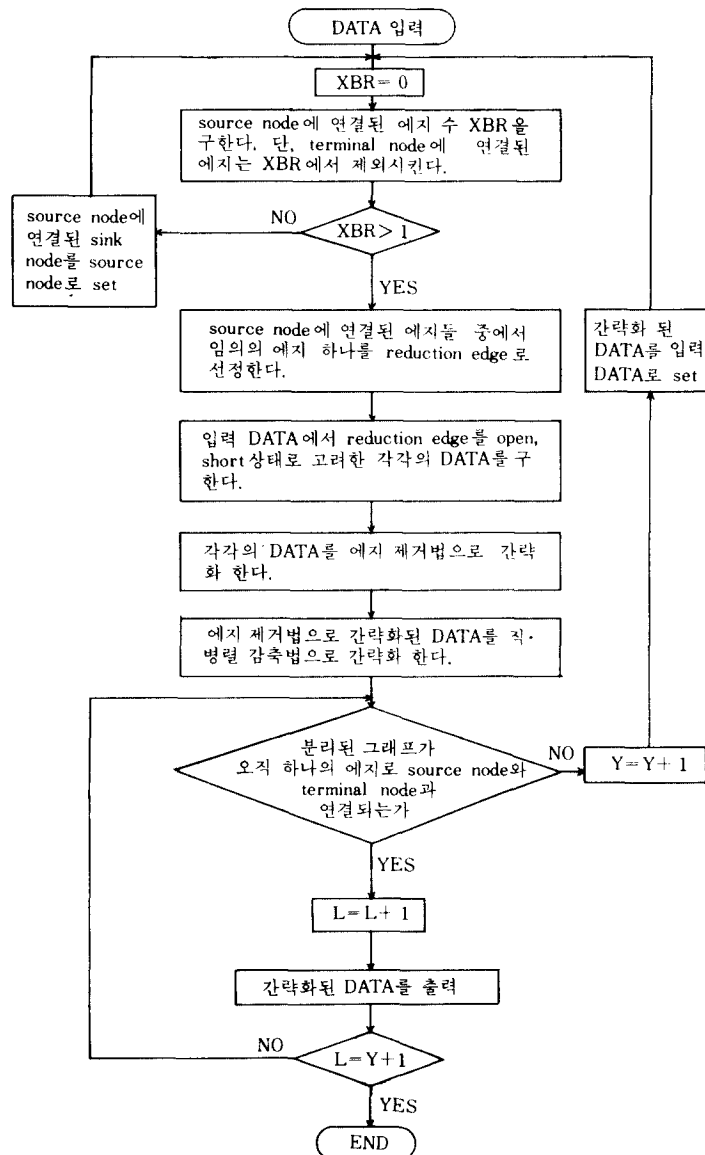 DATA 입력
XBR=0
source node에 연결된 에지 수 XBR을
구한다. 단, terminal node에 연결된
에지는 XBR에서 제외시킨다.
NO
XBR>1
source node에
연결된 sink
node를 source
node로 set
YES
source node에 연결된 에지들 중에서
임의의 에지 하나를 reduction edge로
선정한다.
간략화 된
DATA를 입력
DATA로 set
입력 DATA에서 reduction edge를 open,
short상태로 고려한 각각의 DATA를 구
한다.
각각의 DATA를 에지 제거법으로 간략
화 한다.
에지 제거법으로 간략화된 DATA를 직·
병렬 감축법으로 간략화 한다.
분리된 그래프가
오직 하나의 에지로 source node와
terminal node과
연결되는가
NO
Y=Y+1
YES
L=L+1
간략화된 DATA를 출력
NO
L=Y+1
YES
END